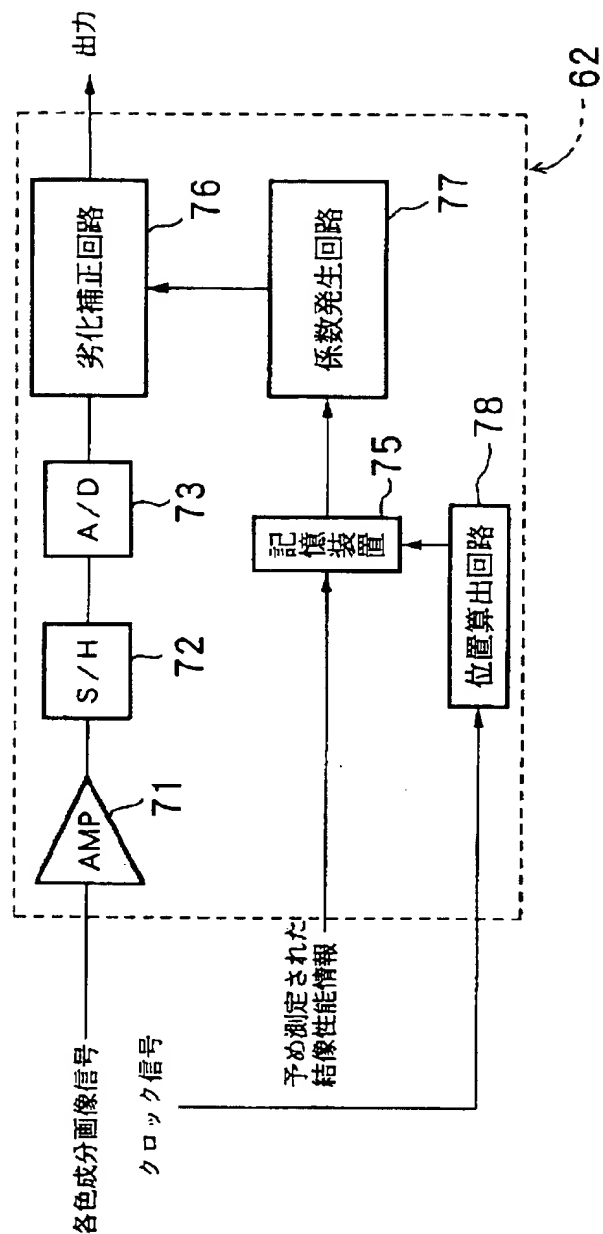 各色成分画像信号
AMP
71
S/H
72
A/D
73
劣化補正回路
76
出力
クロック信号
予め測定された
結像性能情報
記憶
装置
75
係数発生回路
77
位置算出回路
78
62